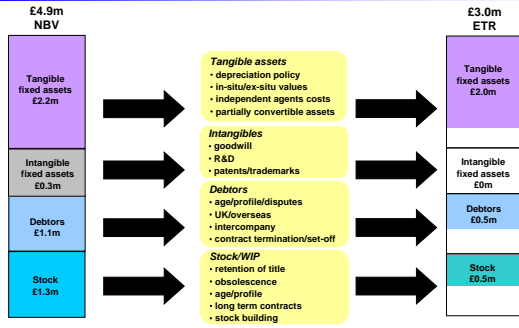 £4.9m
NBV
Tangible
fixed assets
£2.2m
Intangible
fixed assets
£0.3m
Debtors
£1.1m
Stock
£1.3m
Tangible assets
• depreciation policy
• in-situ/ex-situ values
• independent agents costs
• partially convertible assets
Intangibles
• goodwill
• R&D
• patents/trademarks
Debtors
• age/profile/disputes
• UK/overseas
• intercompany
• contract termination/set-off
Stock/WIP
• retention of title
• obsolescence
• age/profile
• long term contracts
• stock building
£3.0m
ETR
Tangible
fixed assets
£2.0m
Intangible
fixed assets
£0m
Debtors
£0.5m
Stock
£0.5m